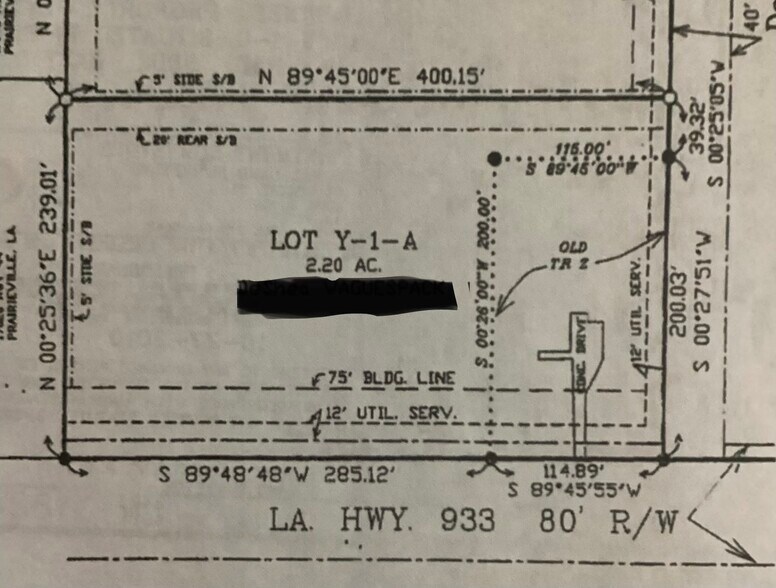 N 0
PRAIRIE
5' SIDE S/B
N 89°45'00"E 400.15'
40'
20' REAR S/B
116.00'
S 89°45'00"W
39.32'
S 00°25'05"W
N 00°25'36"E 239.01'
5' SIDE S/B
PRAIRIEVILLE, LA
LOT Y-1-A
2.20 AC.
S 00°26'00"W 200.00'
OLD
TR Z
12' UTIL. SERV.
200.03'
S 00°27'51"W
CONC. DRIVE
75' BLDG. LINE
12' UTIL. SERV.
S 89°48'48"W 285.12'
114.89'
S 89°45'55"W
LA. HWY. 933 80' R/W